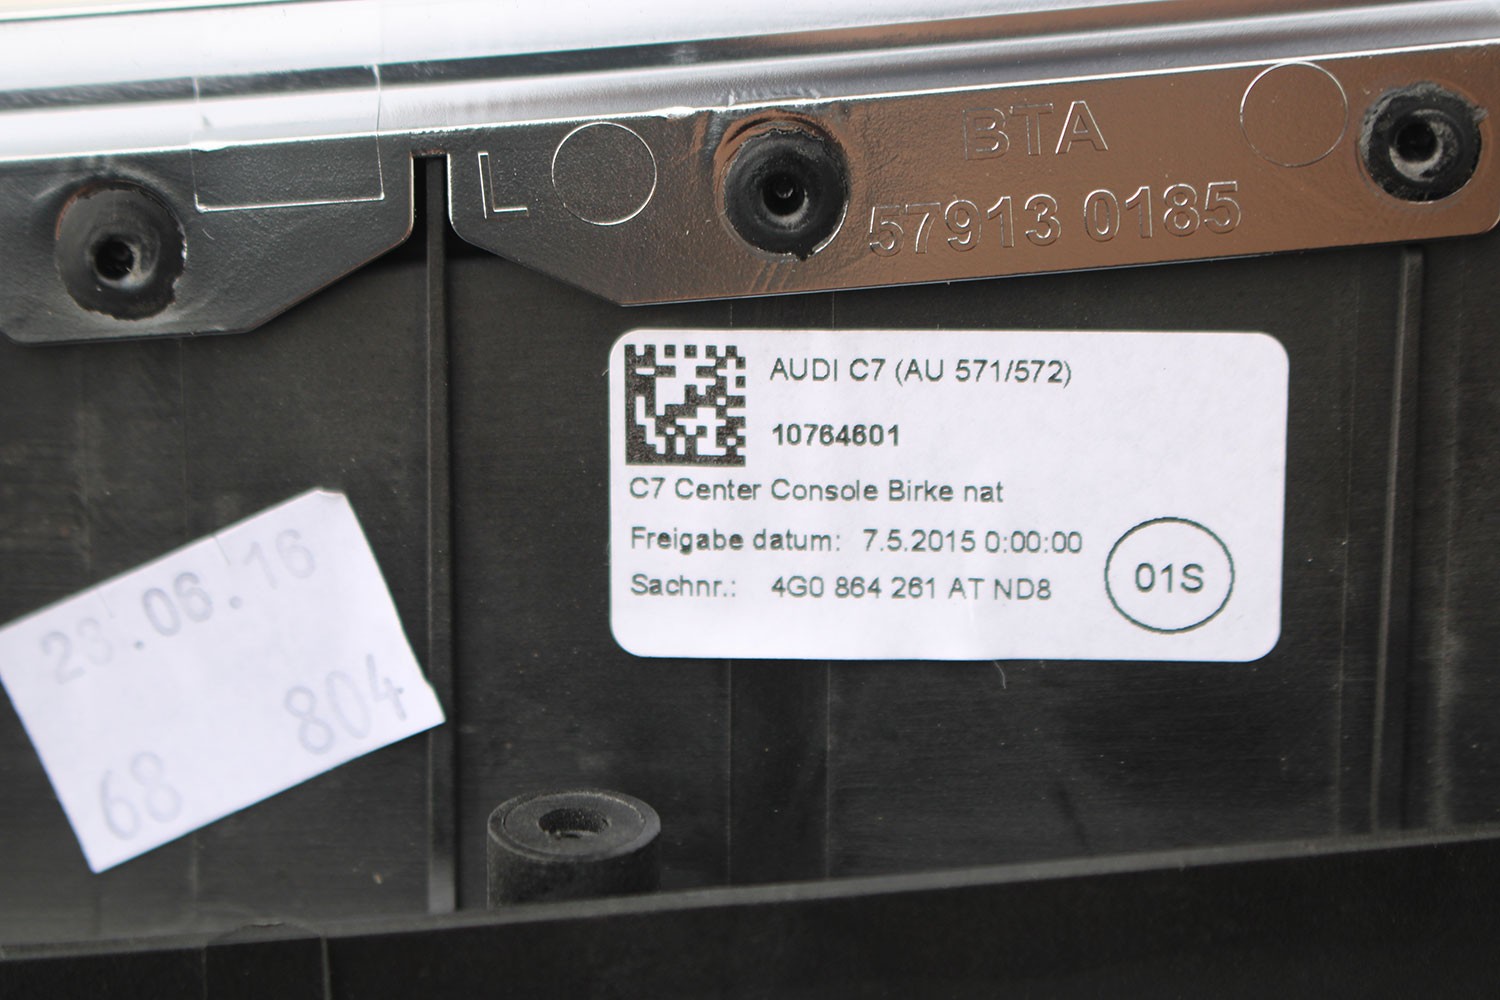 BTA
L
57913 0185
AUDI C7 (AU 571/572)
10764601
C7 Center Console Birke nat
Freigabe datum: 7.5.2015 0:00:00
Sachnr.: 4G0 864 261 AT ND8
01S
23.06.16
804
68